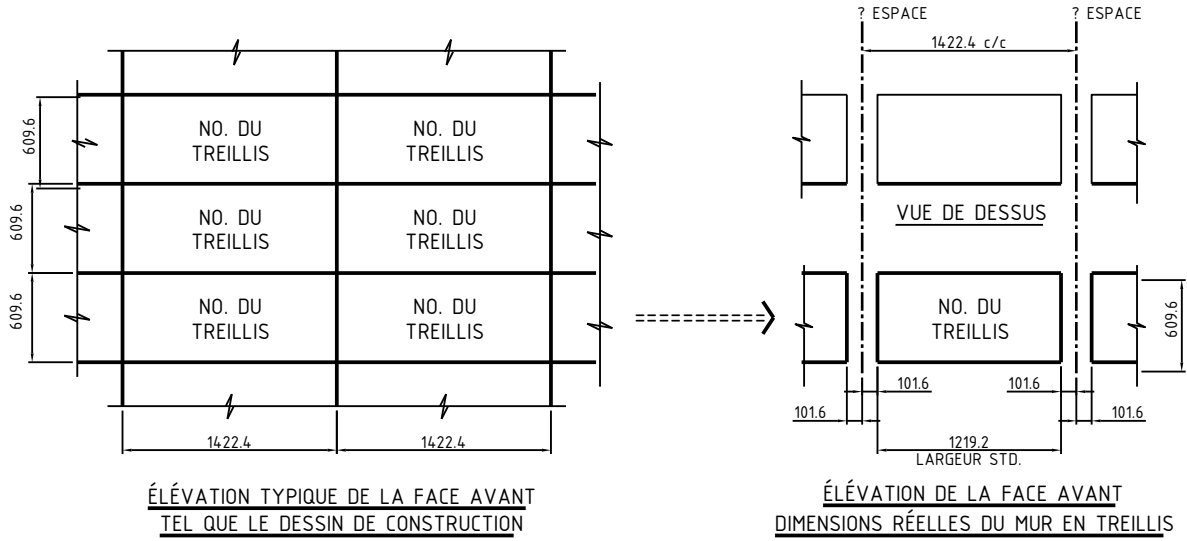 ? ESPACE
? ESPACE
1422.4 c/c
609.6
NO. DU
TREILLIS
NO. DU
TREILLIS
609.6
NO. DU
TREILLIS
NO. DU
TREILLIS
VUE DE DESSUS
609.6
NO. DU
TREILLIS
NO. DU
TREILLIS
NO. DU
TREILLIS
609.6
101.6
101.6
101.6
101.6
1422.4
1422.4
1219.2
LARGEUR STD.
ÉLÉVATION TYPIQUE DE LA FACE AVANT
TEL QUE LE DESSIN DE CONSTRUCTION
ÉLÉVATION DE LA FACE AVANT
DIMENSIONS RÉELLES DU MUR EN TREILLIS